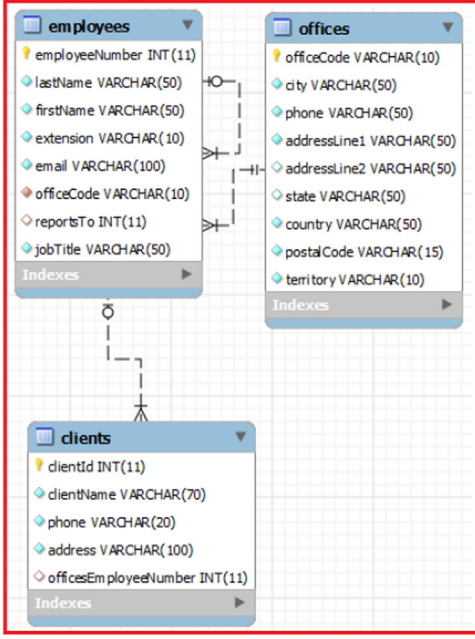 employees
employeeNumber INT(11)
lastName VARCHAR(50)
firstName VARCHAR(50)
extension VARCHAR(10)
email VARCHAR(100)
officeCode VARCHAR(10)
reportsTo INT(11)
jobTitle VARCHAR(50)
Indexes
offices
officeCode VARCHAR(10)
city VARCHAR(50)
phone VARCHAR(50)
addressLine1 VARCHAR(50)
addressLine2 VARCHAR(50)
state VARCHAR(50)
country VARCHAR(50)
postalCode VARCHAR(15)
territory VARCHAR(10)
Indexes
clients
clientId INT(11)
clientName VARCHAR(70)
phone VARCHAR(20)
address VARCHAR(100)
officesEmployeeNumber INT(11)
Indexes